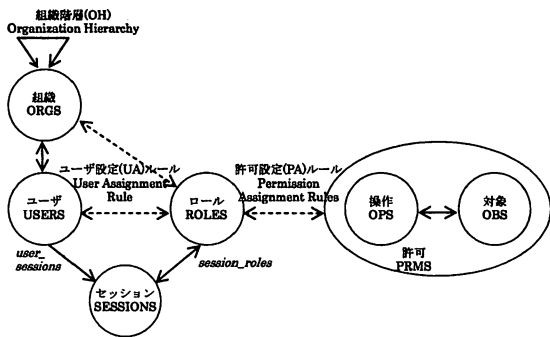 組織階層(OH)
Organization Hierarchy
組織
ORGS
ユーザ設定(UA)ルール
User Assignment
Rule
許可設定(PA)ルール
Permission
Assignment Rules
ユーザ
USERS
ロール
ROLES
操作
OPS
対象
OBS
許可
PRMS
user_
sessions
session_roles
セッション
SESSIONS